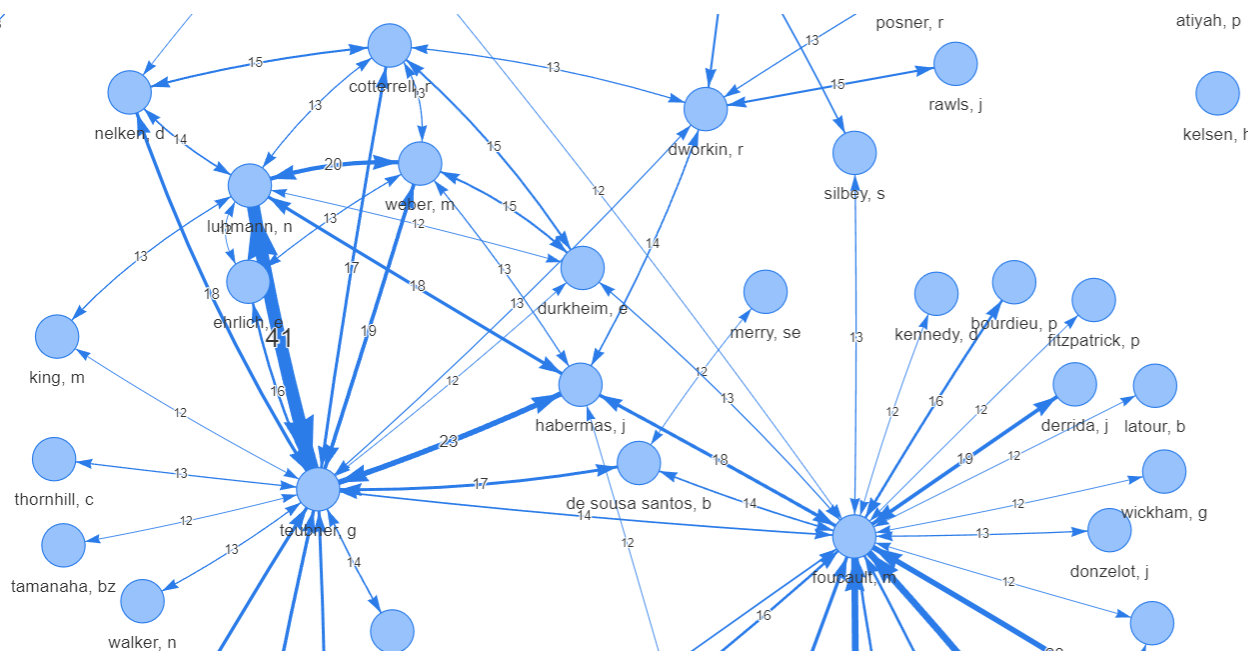 posner, r
atiyah, p
13
15
13
15
cotterrell, r
13
rawls, j
13
nelken, d
14
kelsen, h
15
dworkin, r
20
12
silbey, s
weber, m
15
13
12
luhmann, n
12
14
13
13
17
18
18
13
durkheim, e
ehrlich, e
41
19
merry, se
kennedy, d
bourdieu, p
fitzpatrick, p
13
king, m
12
12
16
13
16
12
12
12
habermas, j
derrida, j
latour, b
23
18
19
12
13
17
thornhill, c
de sousa santos, b
14
12
wickham, g
12
14
teubner, g
13
12
13
donzelot, j
14
foucault, m
12
tamanaha, bz
16
walker, n